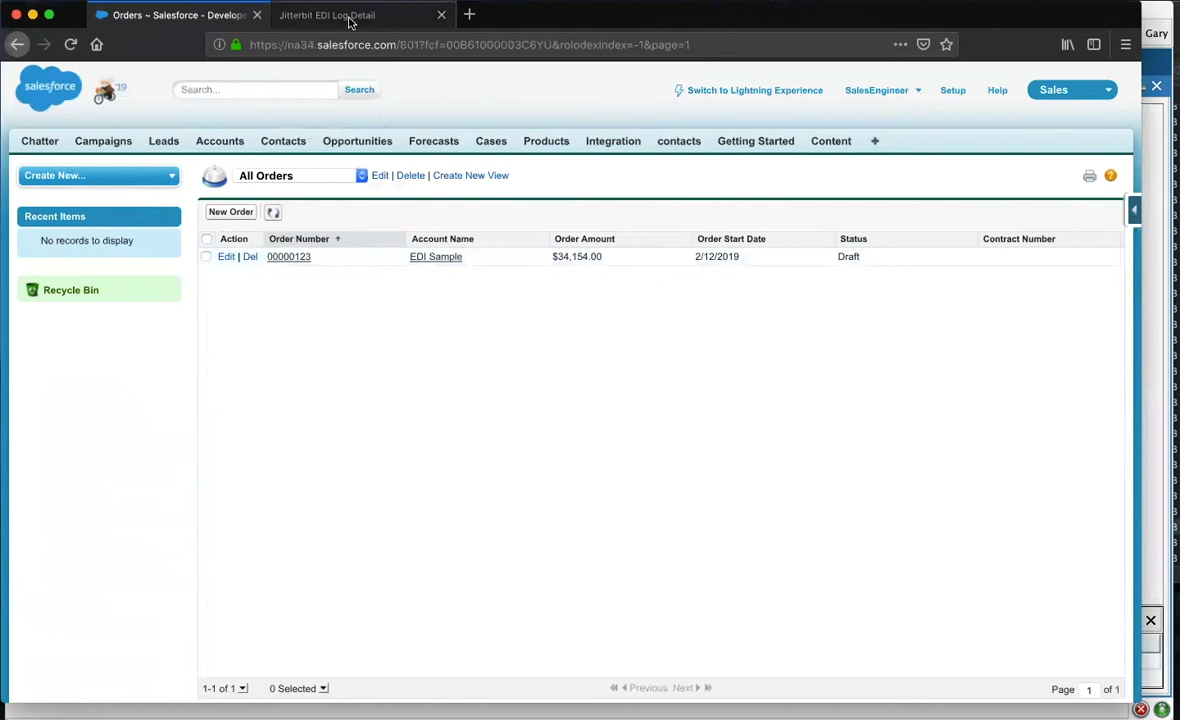 Orders ~ Salesforce - Develope
Jitterbit EDI Log Detail
https://na34.salesforce.com/801?fcf=00B61000003C6YU&rolodexIndex=-1&page=1
Gary
salesforce
'19
Search...
Search
Switch to Lightning Experience
SalesEngineer
Setup
Help
Sales
Chatter
Campaigns
Leads
Accounts
Contacts
Opportunities
Forecasts
Cases
Products
Integration
contacts
Getting Started
Content
+
Create New...
Recent Items
No records to display
Recycle Bin
All Orders
Edit | Delete | Create New View
New Order
Action
Order Number
Account Name
Order Amount
Order Start Date
Status
Contract Number
Edit | Del
00000123
EDI Sample
$34,154.00
2/12/2019
Draft
1-1 of 1
0 Selected
Previous
Next
Page 1 of 1